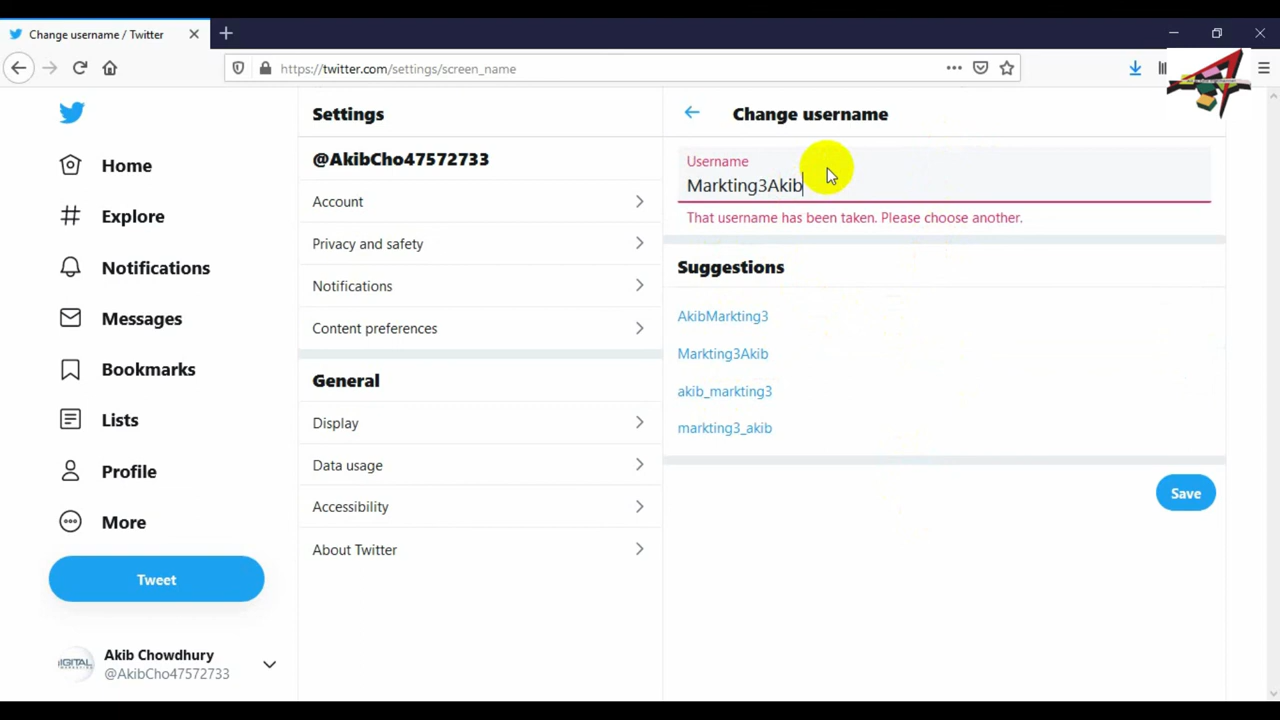 Change username / Twitter
https://twitter.com/settings/screen_name
Home
Explore
Notifications
Messages
Bookmarks
Lists
Profile
More
Tweet
Akib Chowdhury
@AkibCho47572733
Settings
@AkibCho47572733
Account
Privacy and safety
Notifications
Content preferences
General
Display
Data usage
Accessibility
About Twitter
Change username
Username
Markting3Akib
That username has been taken. Please choose another.
Suggestions
AkibMarkting3
Markting3Akib
akib_markting3
markting3_akib
Save